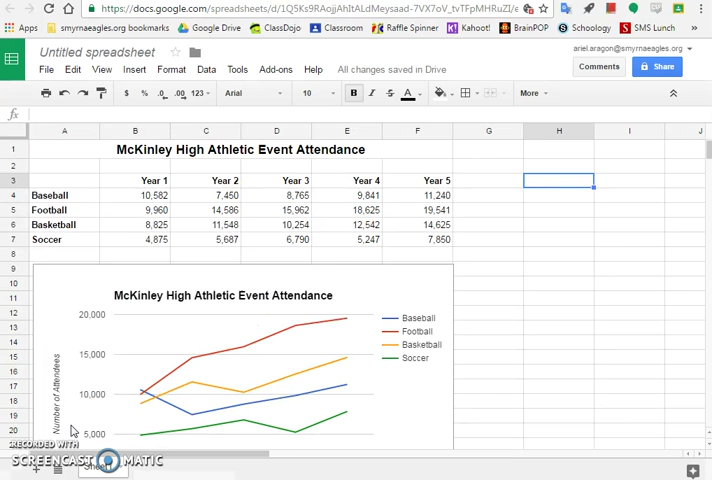 https://docs.google.com/spreadsheets/d/1Q5Ks9RAojjAhItALdMeysaad-7VX7oV_tvTFpMHRuZI/e
Apps smyrnaeagles.org bookmarks Google Drive ClassDojo Classroom Raffle Spinner Kahoot! BrainPOP Schoology SMS Lunch
ariel.aragon@smyrnaeagles.org
Untitled spreadsheet
File Edit View Insert Format Data Tools Add-ons Help All changes saved in Drive
Comments Share
$ % .0 .00 123 Arial 10 B I S A More
fx
A B C D E F G H I J
1 McKinley High Athletic Event Attendance
2
3 Year 1 Year 2 Year 3 Year 4 Year 5
4 Baseball 10,582 7,450 8,765 9,841 11,240
5 Football 9,960 14,586 15,962 18,625 19,541
6 Basketball 8,825 11,548 10,254 12,542 14,625
7 Soccer 4,875 5,687 6,790 5,247 7,850
8
9
10
11
12
13
14
15
16
17
18
19
20
McKinley High Athletic Event Attendance
20,000
15,000
10,000
5,000
Number of Attendees
Baseball
Football
Basketball
Soccer
RECORDED WITH
SCREENCAST MATIC